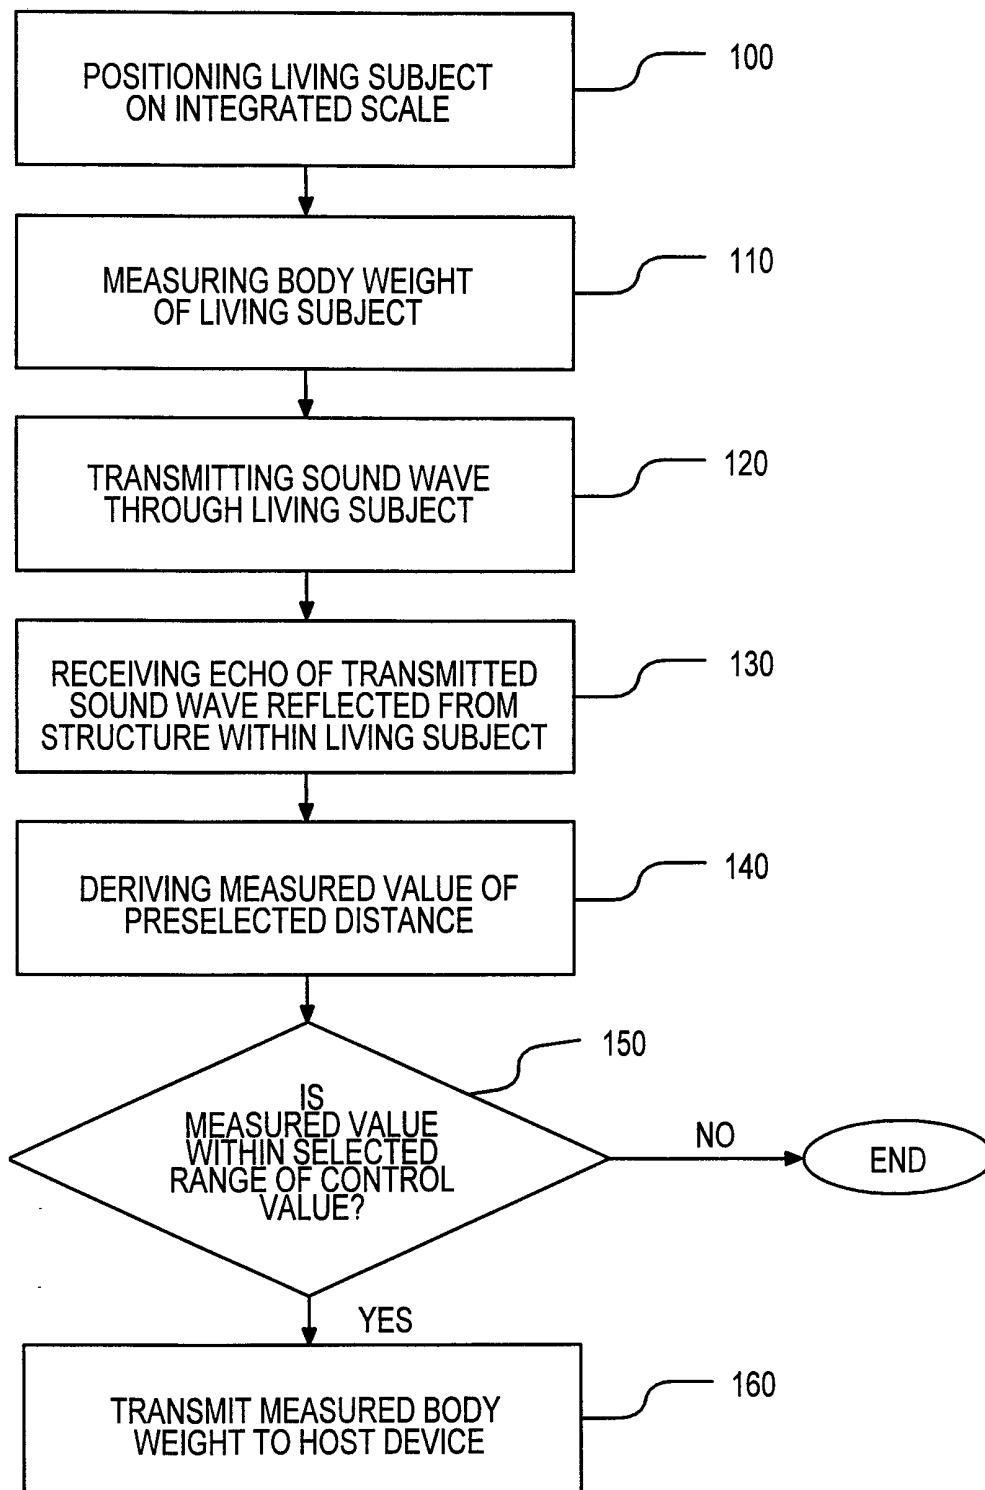 POSITIONING LIVING SUBJECT
ON INTEGRATED SCALE
100
MEASURING BODY WEIGHT
OF LIVING SUBJECT
110
TRANSMITTING SOUND WAVE
THROUGH LIVING SUBJECT
120
RECEIVING ECHO OF TRANSMITTED
SOUND WAVE REFLECTED FROM
STRUCTURE WITHIN LIVING SUBJECT
130
DERIVING MEASURED VALUE OF
PRESELECTED DISTANCE
140
IS
MEASURED VALUE
WITHIN SELECTED
RANGE OF CONTROL
VALUE?
150
NO
END
YES
TRANSMIT MEASURED BODY
WEIGHT TO HOST DEVICE
160